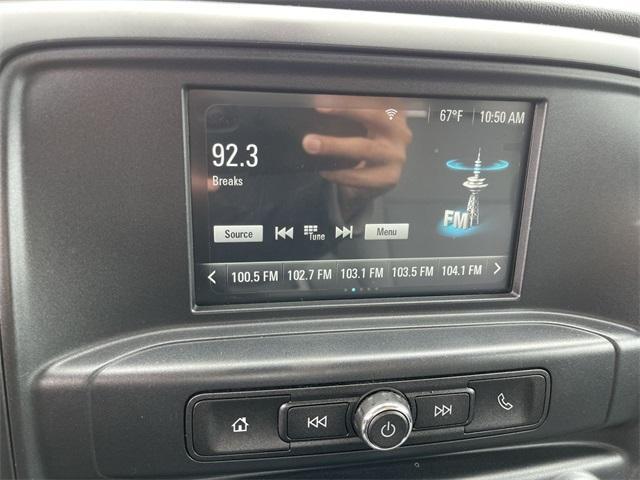 67°F 10:50 AM
92.3
Breaks
FM
Source Tune Menu
100.5 FM 102.7 FM 103.1 FM 103.5 FM 104.1 FM